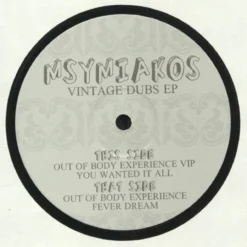 MSYMIAKOS
VINTAGE DUBS EP
THIS SIDE
OUT OF BODY EXPERIENCE VIP
YOU WANTED IT ALL
THAT SIDE
OUT OF BODY EXPERIENCE
FEVER DREAM